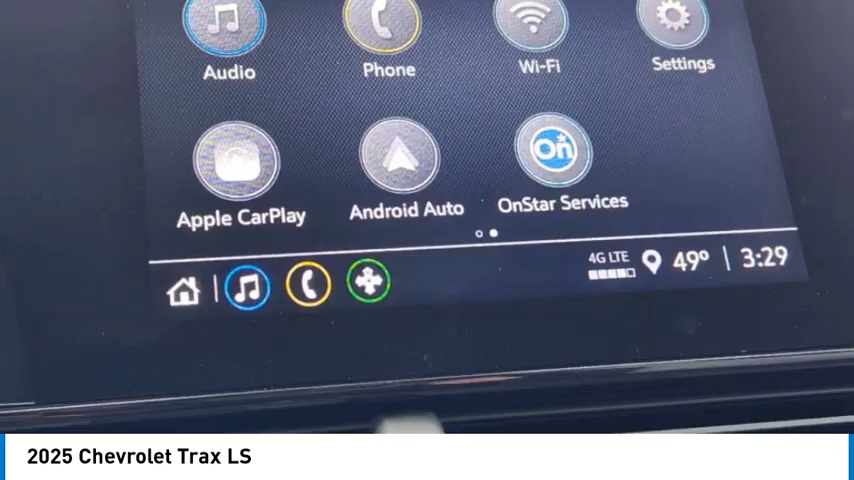 Audio Phone Wi-Fi Settings
Apple CarPlay Android Auto OnStar Services
On
4G LTE 49° 3:29
2025 Chevrolet Trax LS